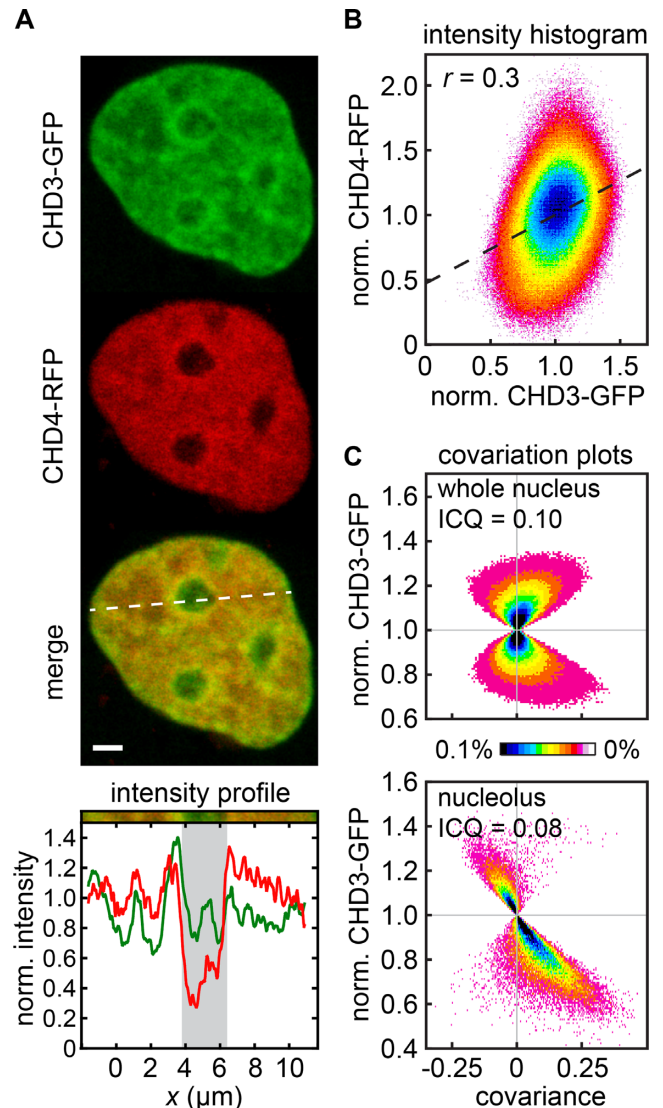 A
CHD3-GFP
CHD4-RFP
merge
intensity profile
norm. intensity
1.4
1.2
1.0
0.8
0.6
0.4
0.2
0
0 2 4 6 8 10
x (μm)
B
intensity histogram
r = 0.3
norm. CHD4-RFP
2.0
1.5
1.0
0.5
0
0 0.5 1.0 1.5
norm. CHD3-GFP
C
covariation plots
whole nucleus
ICQ = 0.10
norm. CHD3-GFP
1.6
1.4
1.2
1.0
0.8
0.6
0.1% 0%
nucleolus
ICQ = 0.08
norm. CHD3-GFP
1.6
1.4
1.2
1.0
0.8
0.6
0.4
-0.25 0 0.25
covariance